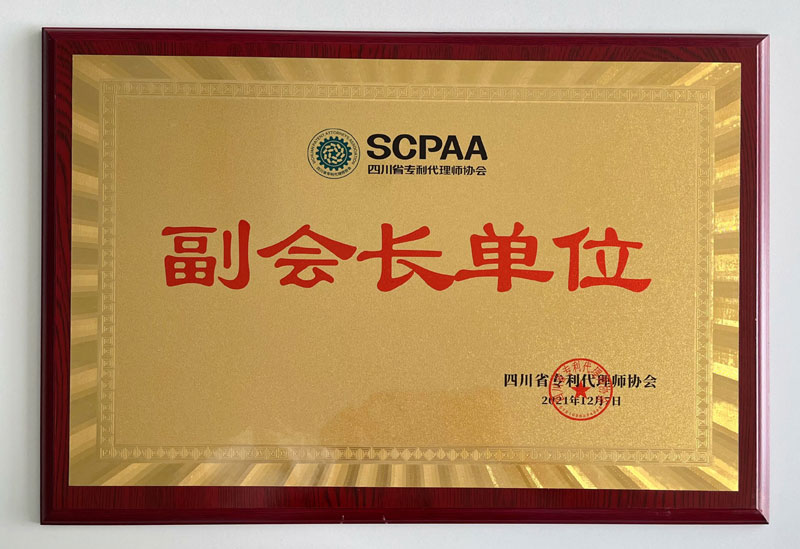 SCPAA
四川省专利代理师协会
副会长单位
四川省专利代理师协会
2021年12月7日